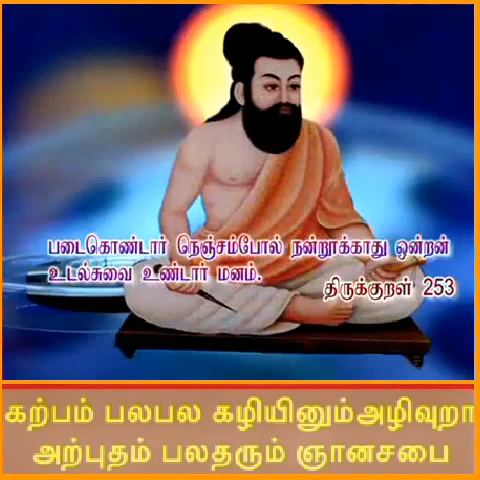 படைகொண்டார் நெஞ்சம்போல் நன்றூக்காது ஒன்றன்
உடல்சுவை உண்டார் மனம்.
திருக்குறள் 253
கற்பம் பலபல கழியினும்அழிவுறா
அற்புதம் பலதரும் ஞானசபை